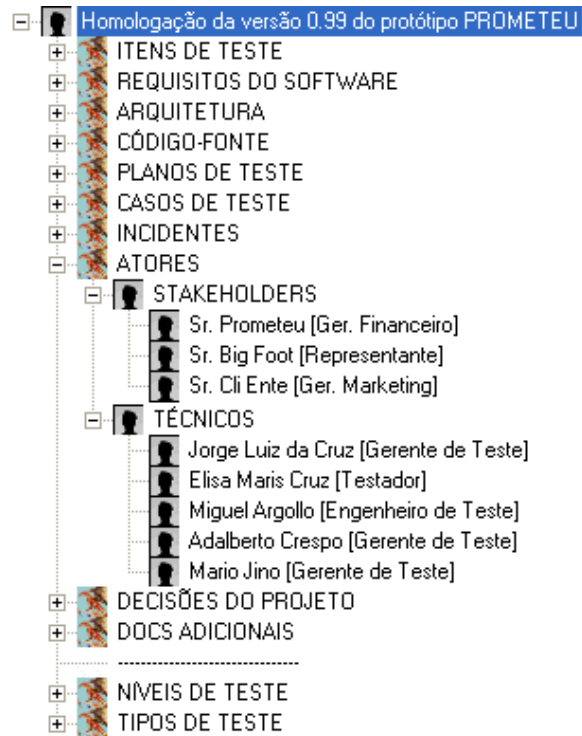 Homologação da versão 0.99 do protótipo PROMETEU
ITENS DE TESTE
REQUISITOS DO SOFTWARE
ARQUITETURA
CÓDIGO-FONTE
PLANOS DE TESTE
CASOS DE TESTE
INCIDENTES
ATORES
STAKEHOLDERS
Sr. Prometeu [Ger. Financeiro]
Sr. Big Foot [Representante]
Sr. Cli Ente [Ger. Marketing]
TÉCNICOS
Jorge Luiz da Cruz [Gerente de Teste]
Elisa Maris Cruz [Testador]
Miguel Argollo [Engenheiro de Teste]
Adalberto Crespo [Gerente de Teste]
Mario Jino [Gerente de Teste]
DECISÕES DO PROJETO
DOCS ADICIONAIS
-------------------------------
NÍVEIS DE TESTE
TIPOS DE TESTE